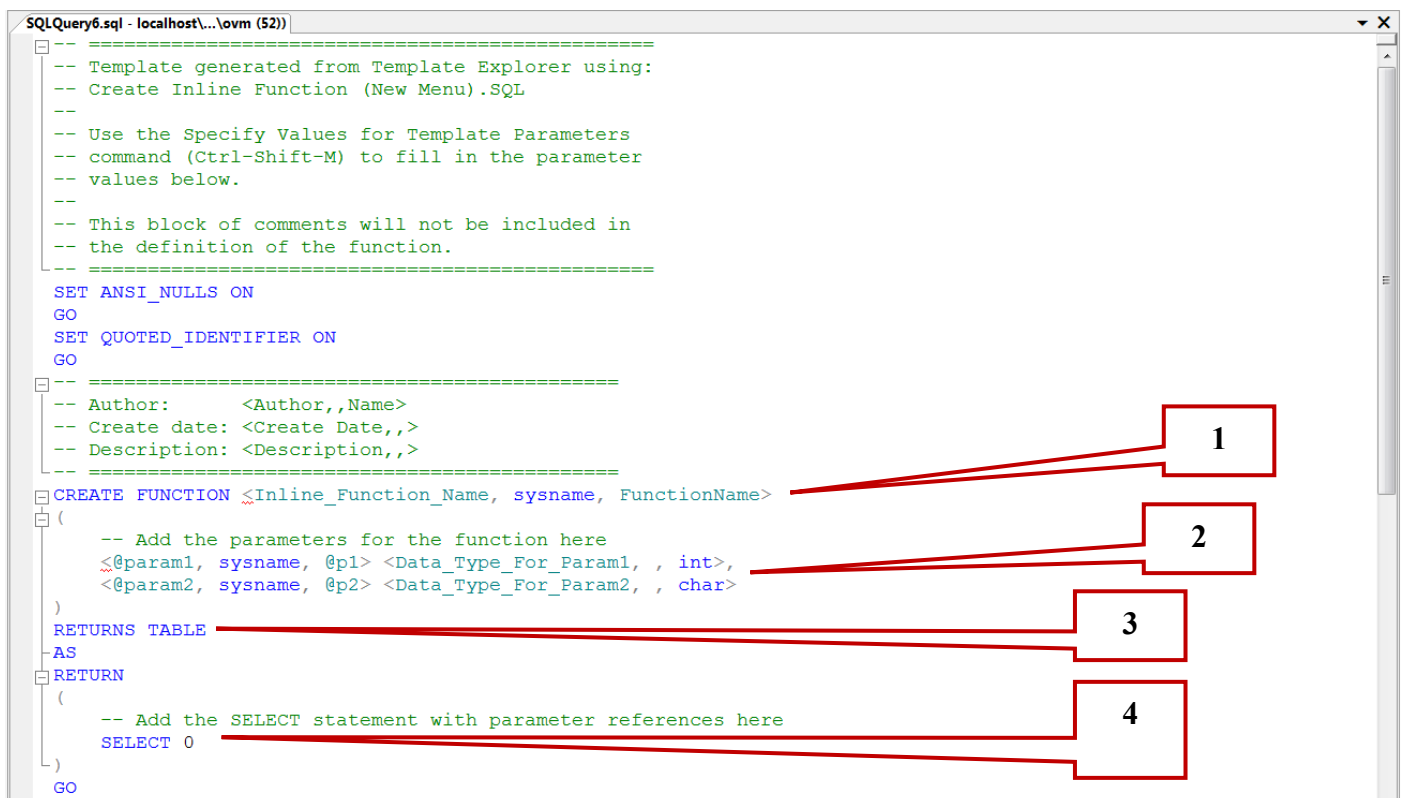 SQLQuery6.sql - localhost\...\ovm (52))
-- ================================================
-- Template generated from Template Explorer using:
-- Create Inline Function (New Menu).SQL
--
-- Use the Specify Values for Template Parameters
-- command (Ctrl-Shift-M) to fill in the parameter
-- values below.
--
-- This block of comments will not be included in
-- the definition of the function.
-- ================================================
SET ANSI_NULLS ON
GO
SET QUOTED_IDENTIFIER ON
GO
-- =============================================
-- Author:      <Author,,Name>
-- Create date: <Create Date,,>
-- Description: <Description,,>
-- =============================================
1
CREATE FUNCTION <Inline_Function_Name, sysname, FunctionName>
(
-- Add the parameters for the function here
2
<@param1, sysname, @p1> <Data_Type_For_Param1, , int>,
<@param2, sysname, @p2> <Data_Type_For_Param2, , char>
)
RETURNS TABLE
3
AS
RETURN
(
-- Add the SELECT statement with parameter references here
4
SELECT 0
)
GO